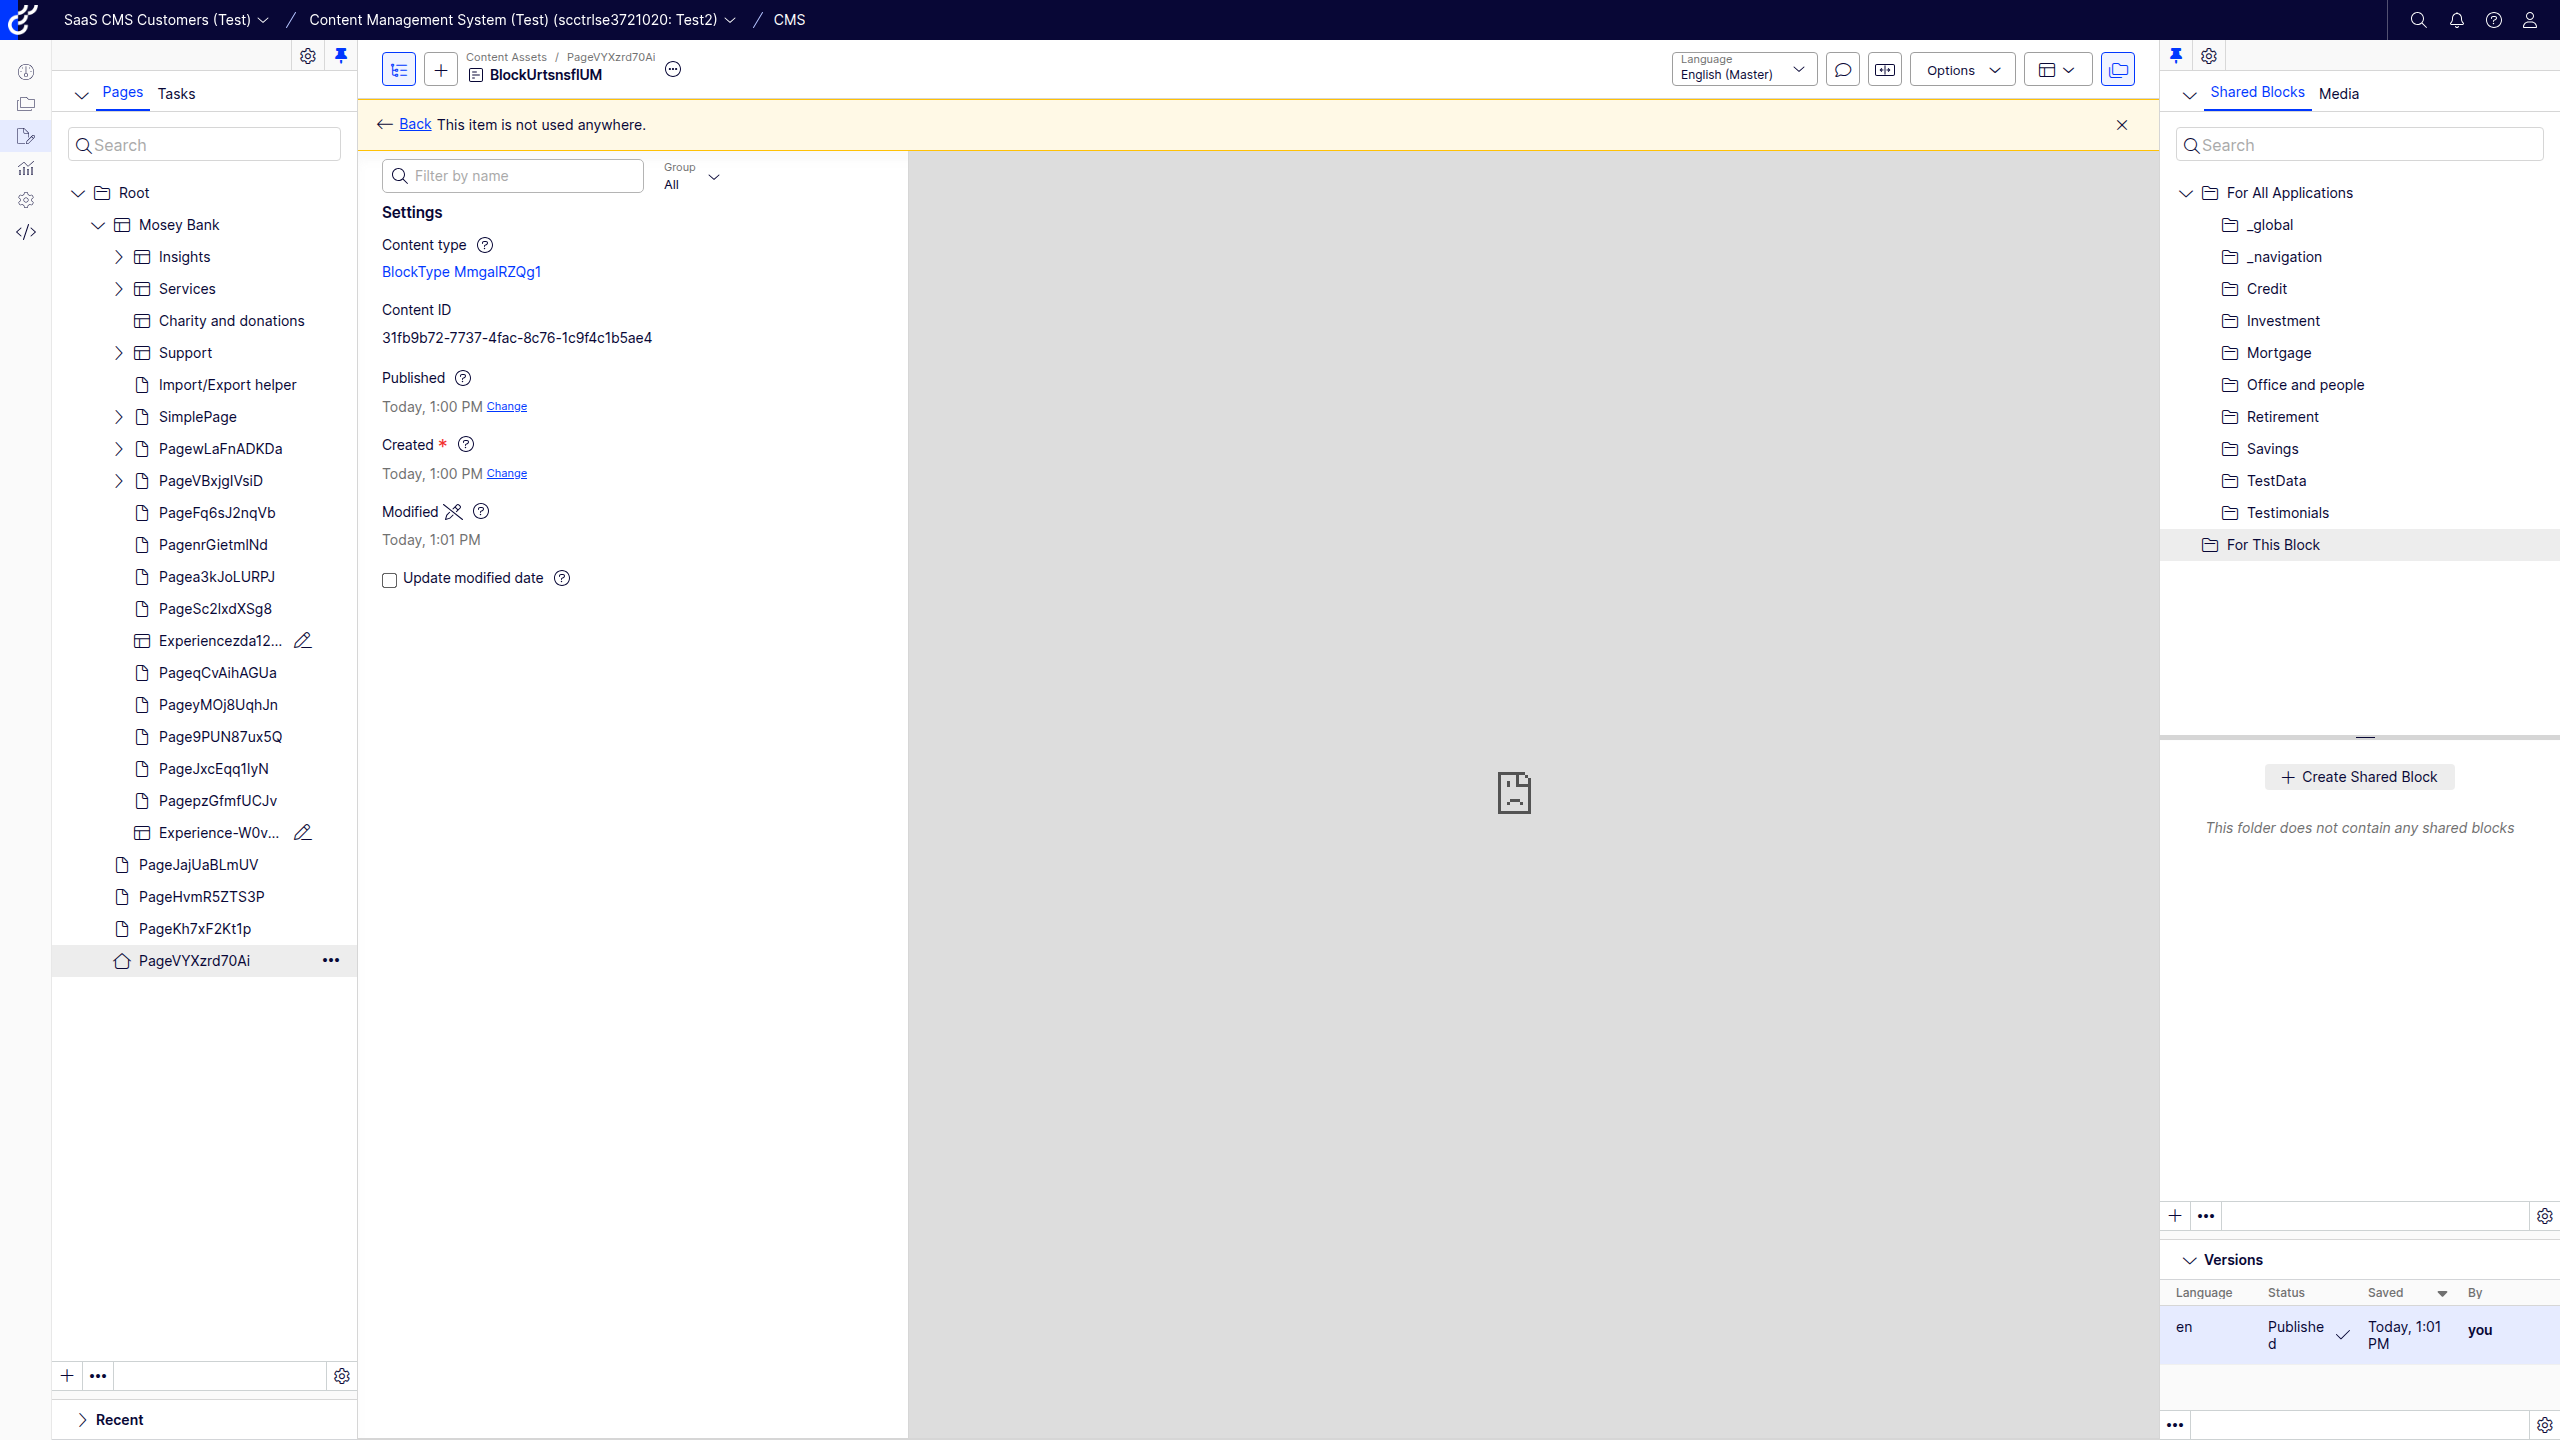 SaaS CMS Customers (Test) / Content Management System (Test) (scctrlse3721020: Test2) / CMS
Pages
Tasks
Search
Root
Mosey Bank
Insights
Services
Charity and donations
Support
Import/Export helper
SimplePage
PagewLaFnADKDa
PageVBxjglVsiD
PageFq6sJ2nqVb
PagenrGietmlNd
Pagea3kJoLURPJ
PageSc2lxdXSg8
Experiencezda12...
PageqCvAihAGUa
PageyMOj8UqhJn
Page9PUN87ux5Q
PageJxcEqq1lyN
PagepzGfmfUCJv
Experience-W0v...
PageJajUaBLmUV
PageHvmR5ZTS3P
PageKh7xF2Kt1p
PageVYXzrd70Ai
Recent
Content Assets / PageVYXzrd70Ai
BlockUrtsnsflUM
Language
English (Master)
Options
Back This item is not used anywhere.
Filter by name
Group
All
Settings
Content type
BlockType MmgalRZQg1
Content ID
31fb9b72-7737-4fac-8c76-1c9f4c1b5ae4
Published
Today, 1:00 PM Change
Created *
Today, 1:00 PM Change
Modified
Today, 1:01 PM
Update modified date
Shared Blocks
Media
Search
For All Applications
_global
_navigation
Credit
Investment
Mortgage
Office and people
Retirement
Savings
TestData
Testimonials
For This Block
Create Shared Block
This folder does not contain any shared blocks
Versions
Language Status Saved By
en Publishe Today, 1:01 you
d PM